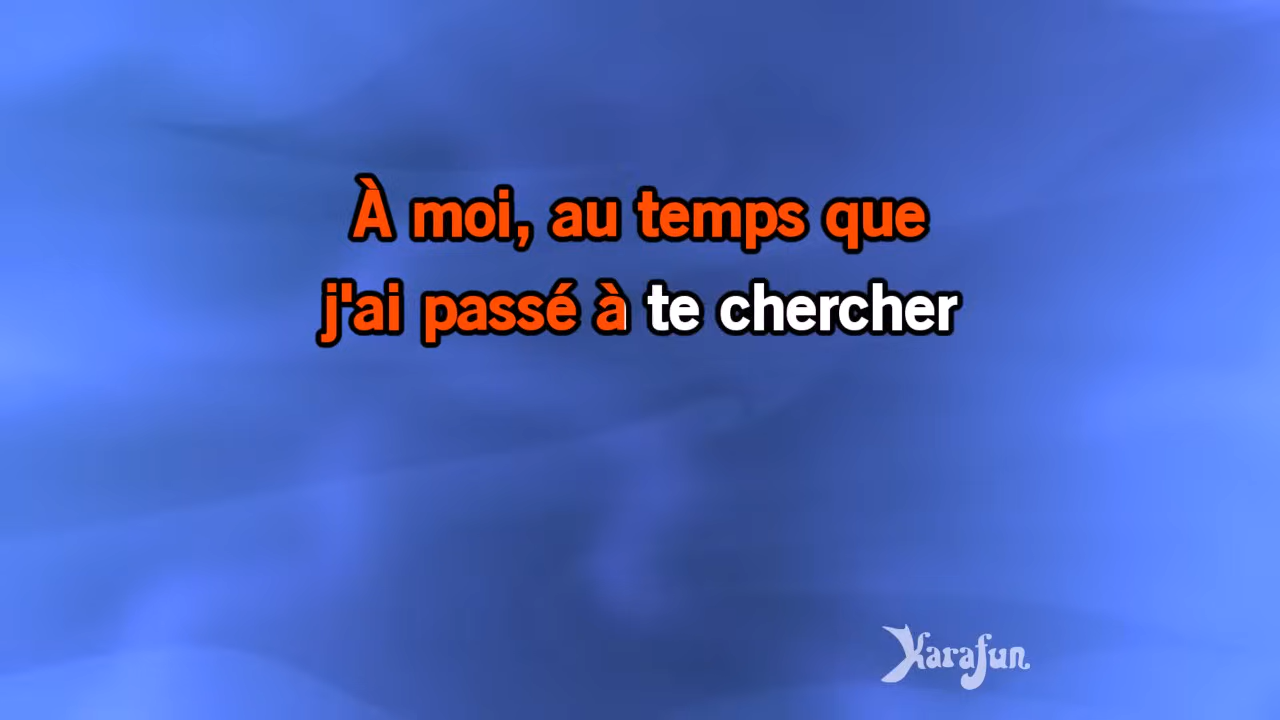 À moi, au temps que
j'ai passé à te chercher
Karafun